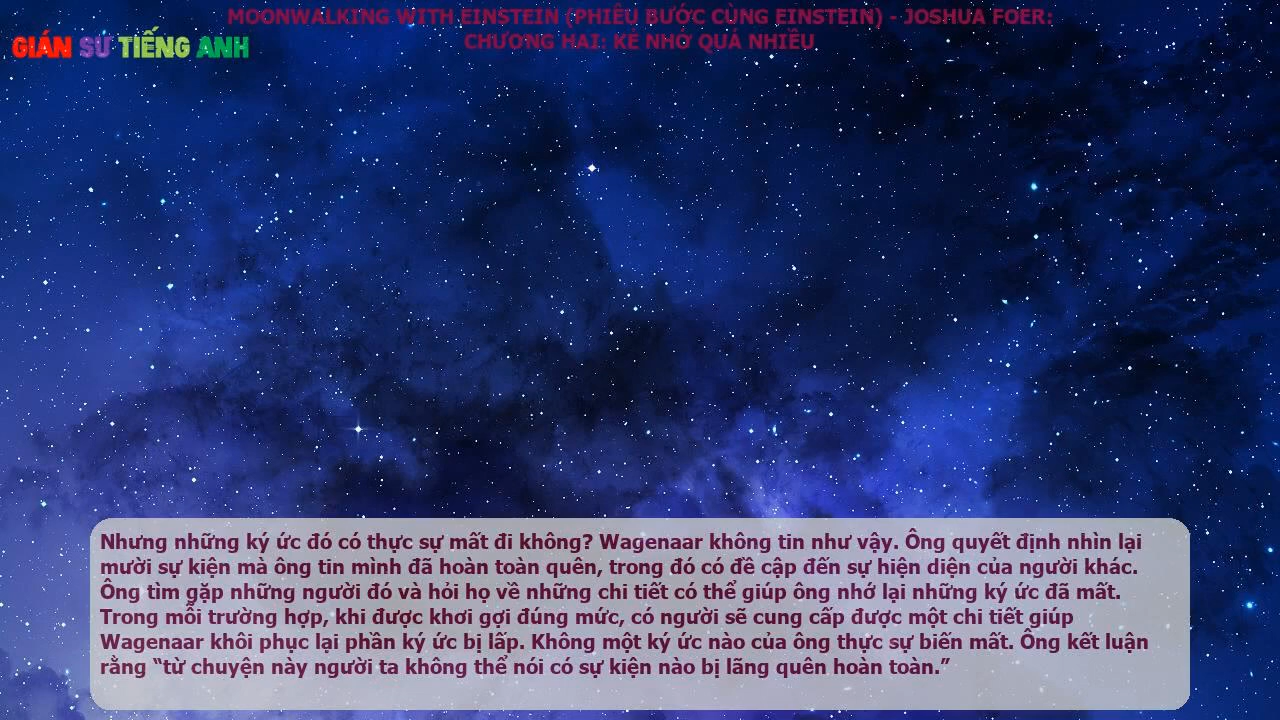 MOONWALKING WITH EINSTEIN (PHIÊU BƯỚC CÙNG EINSTEIN) - JOSHUA FOER:
CHƯƠNG HAI: KẺ NHỚ QUÁ NHIỀU
GIÁN SỨ TIẾNG ANH
Nhưng những ký ức đó có thực sự mất đi không? Wagenaar không tin như vậy. Ông quyết định nhìn lại
mười sự kiện mà ông tin mình đã hoàn toàn quên, trong đó có đề cập đến sự hiện diện của người khác.
Ông tìm gặp những người đó và hỏi họ về những chi tiết có thể giúp ông nhớ lại những ký ức đã mất.
Trong mỗi trường hợp, khi được khơi gợi đúng mức, có người sẽ cung cấp được một chi tiết giúp
Wagenaar khôi phục lại phần ký ức bị lấp. Không một ký ức nào của ông thực sự biến mất. Ông kết luận
rằng “từ chuyện này người ta không thể nói có sự kiện nào bị lãng quên hoàn toàn.”